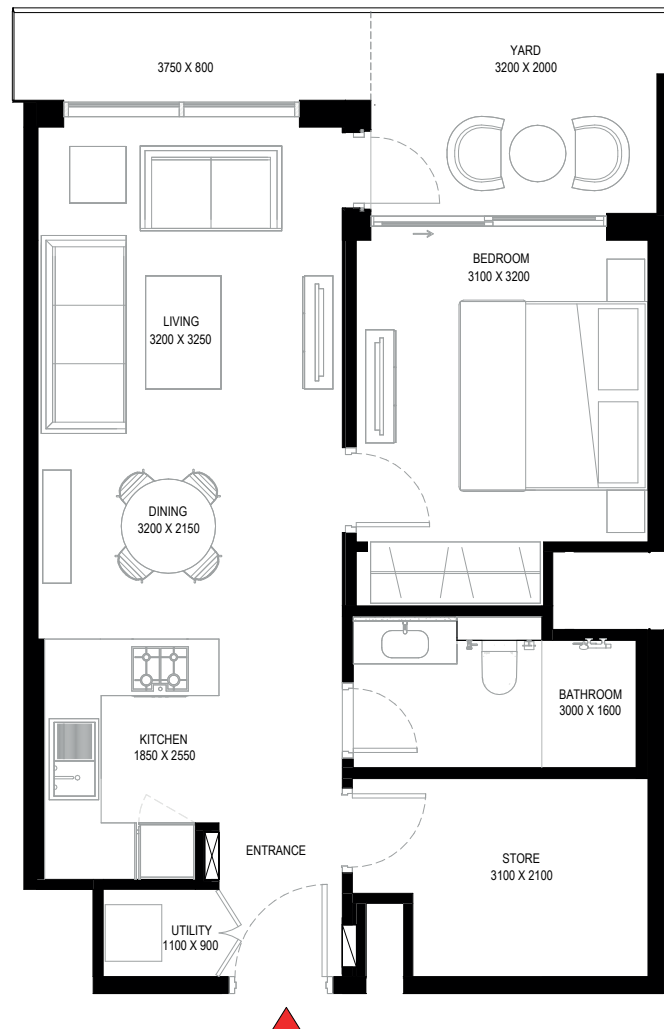 3750 X 800
YARD
3200 X 2000
BEDROOM
3100 X 3200
LIVING
3200 X 3250
DINING
3200 X 2150
BATHROOM
3000 X 1600
KITCHEN
1850 X 2550
ENTRANCE
STORE
3100 X 2100
UTILITY
1100 X 900